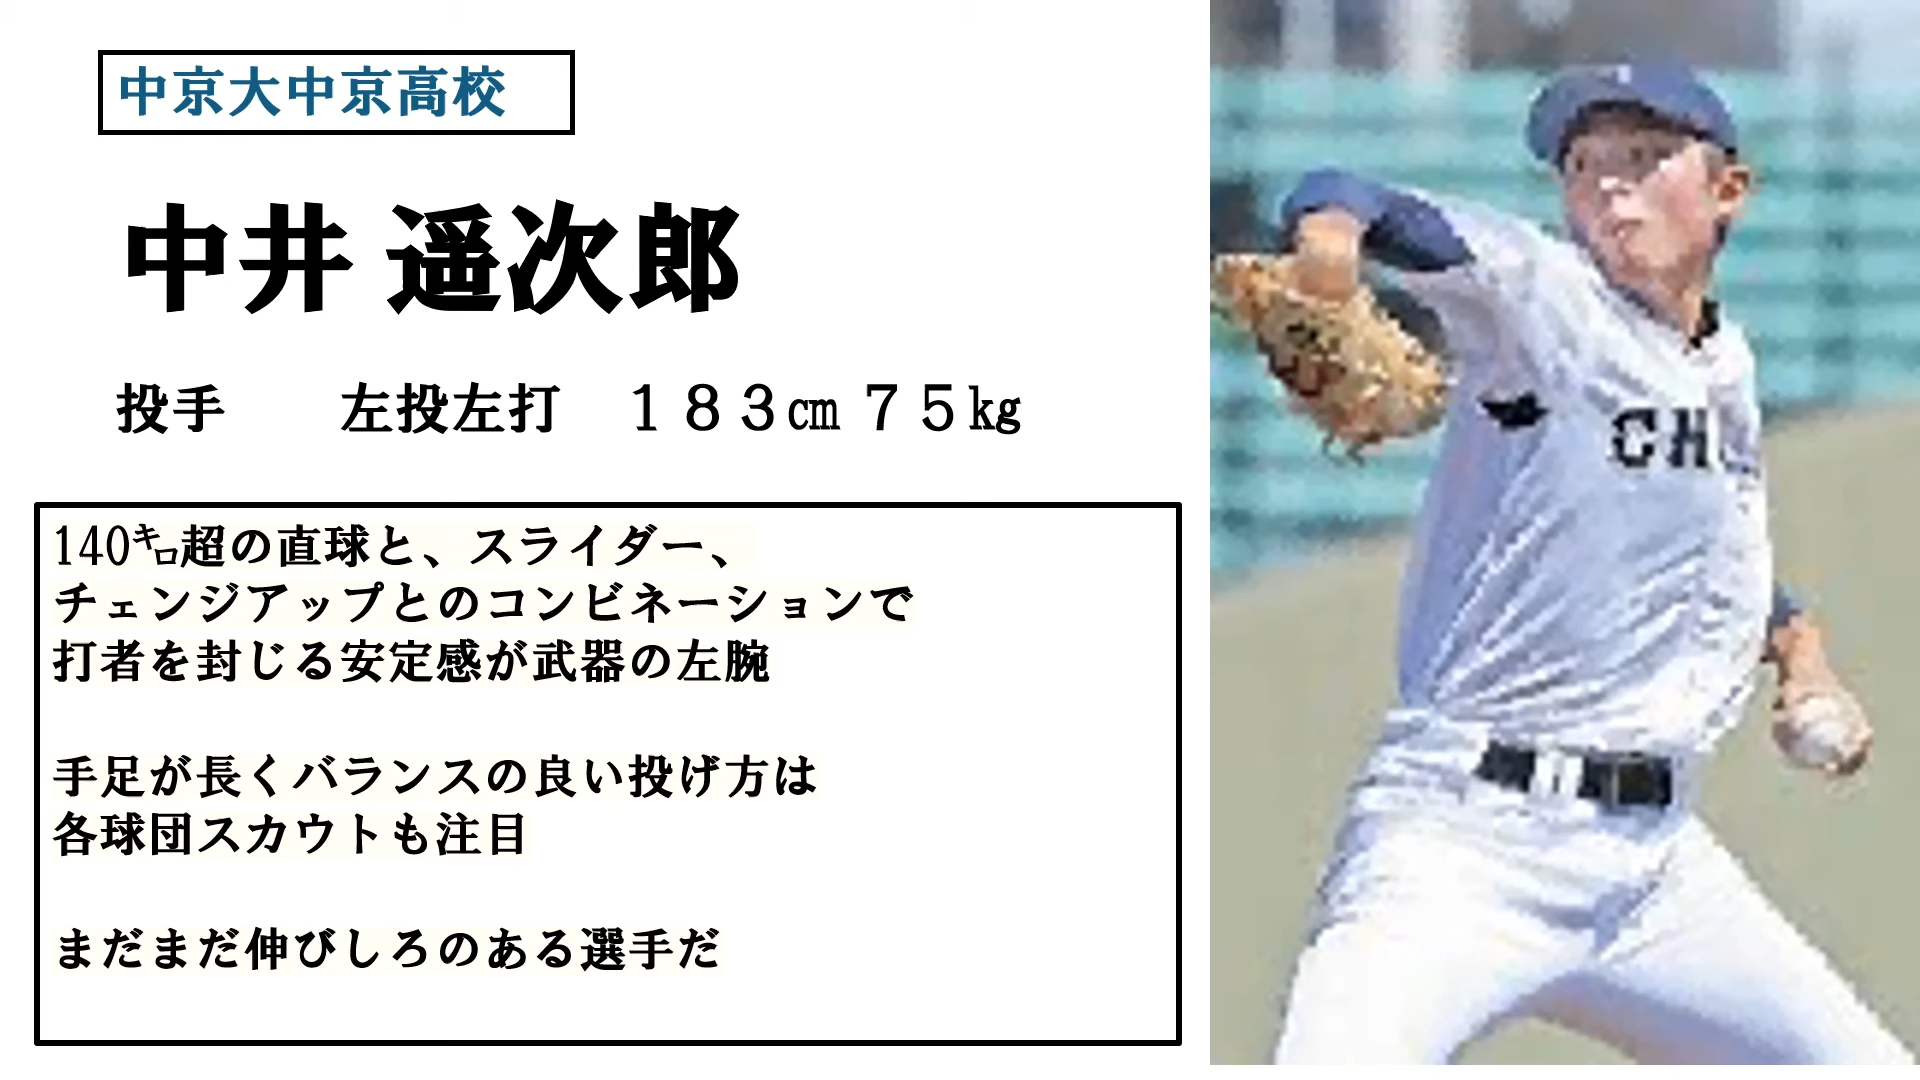 中京大中京高校
中井 遥次郎
投手　　左投左打　１８３㎝ ７５㎏
140㌔超の直球と、スライダー、
チェンジアップとのコンビネーションで
打者を封じる安定感が武器の左腕
手足が長くバランスの良い投げ方は
各球団スカウトも注目
まだまだ伸びしろのある選手だ
CHU